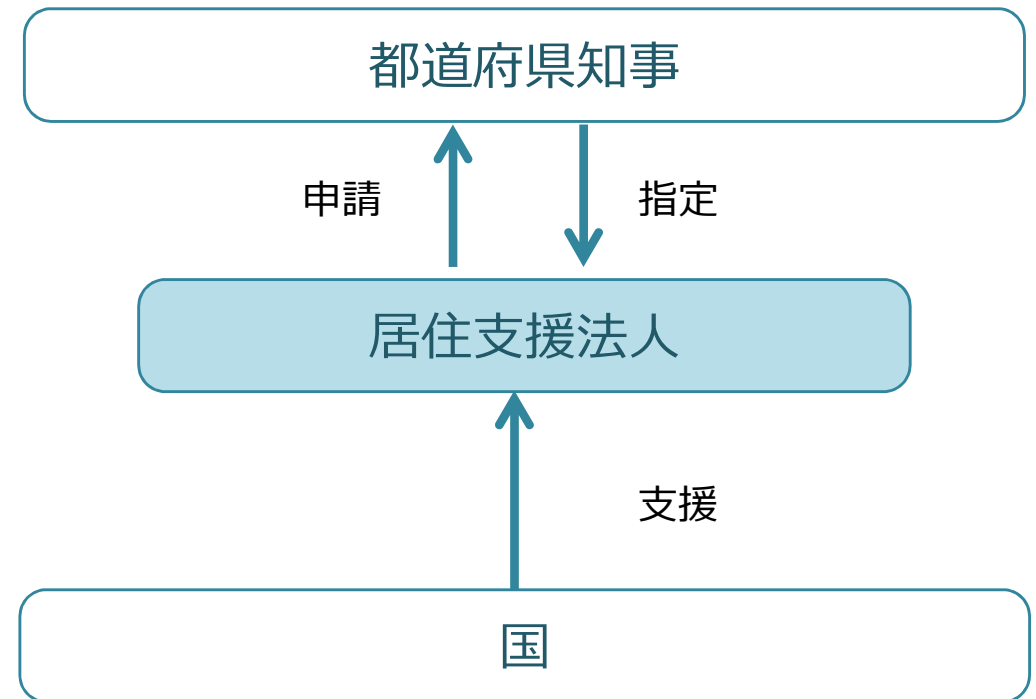 都道府県知事
申請
指定
居住支援法人
支援
国